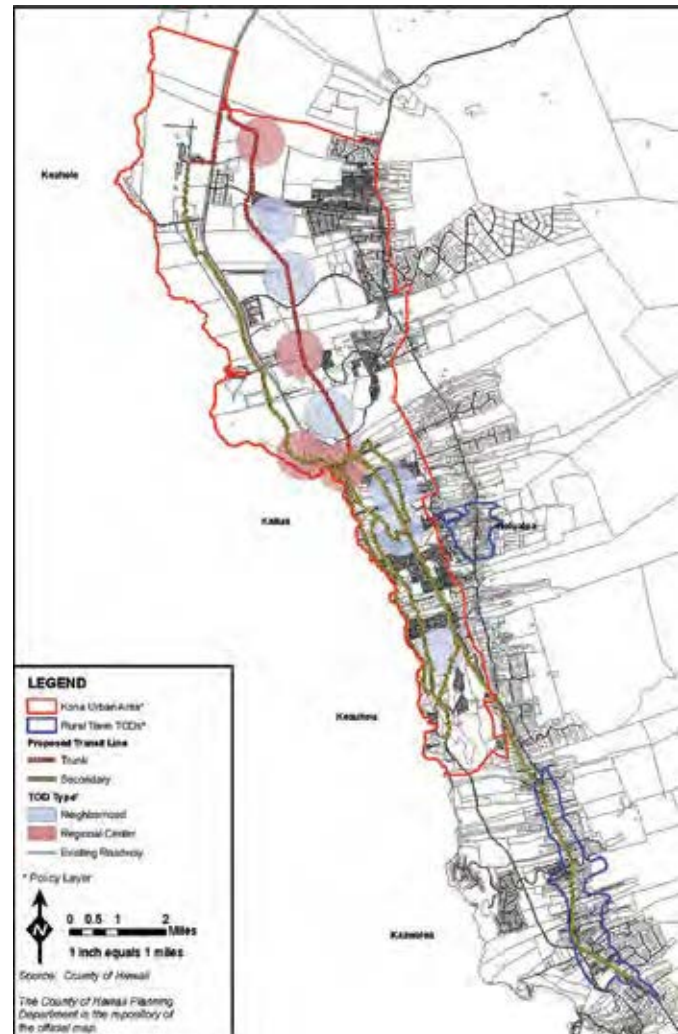 Keahole
Kailua
Keauhou
LEGEND
Kona Urban Area*
Rural Town TODs*
Proposed Transit Line
Trunk
Secondary
TOD Type*
Neighborhood
Regional Center
Existing Roadway
* Policy Layer
N
0 0.5 1 2
Miles
1 inch equals 1 miles
Source: County of Hawaii
The County of Hawaii Planning
Department is the repository of
the official map.